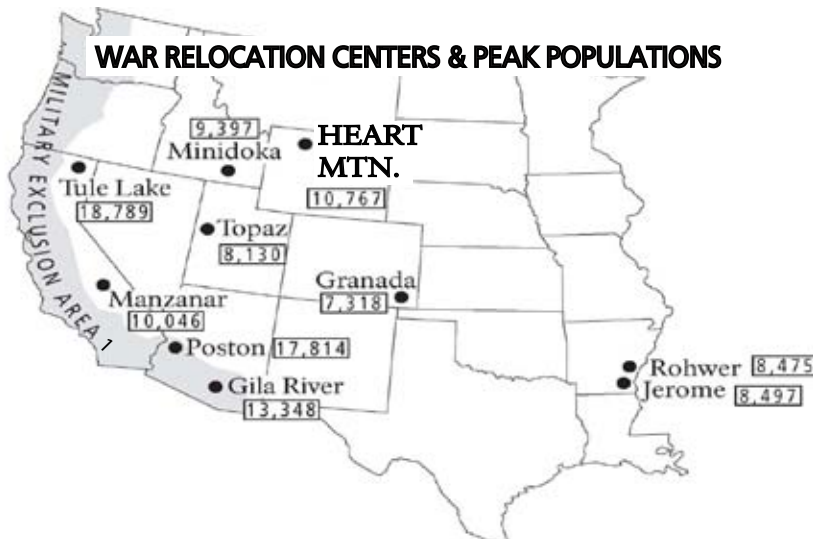 WAR RELOCATION CENTERS & PEAK POPULATIONS
MILITARY EXCLUSION AREA 1
9,397
Minidoka
HEART
MTN.
10,767
Tule Lake
18,789
Topaz
8,130
Granada
7,318
Manzanar
10,046
Poston 17,814
Gila River
13,348
Rohwer 8,475
Jerome 8,497